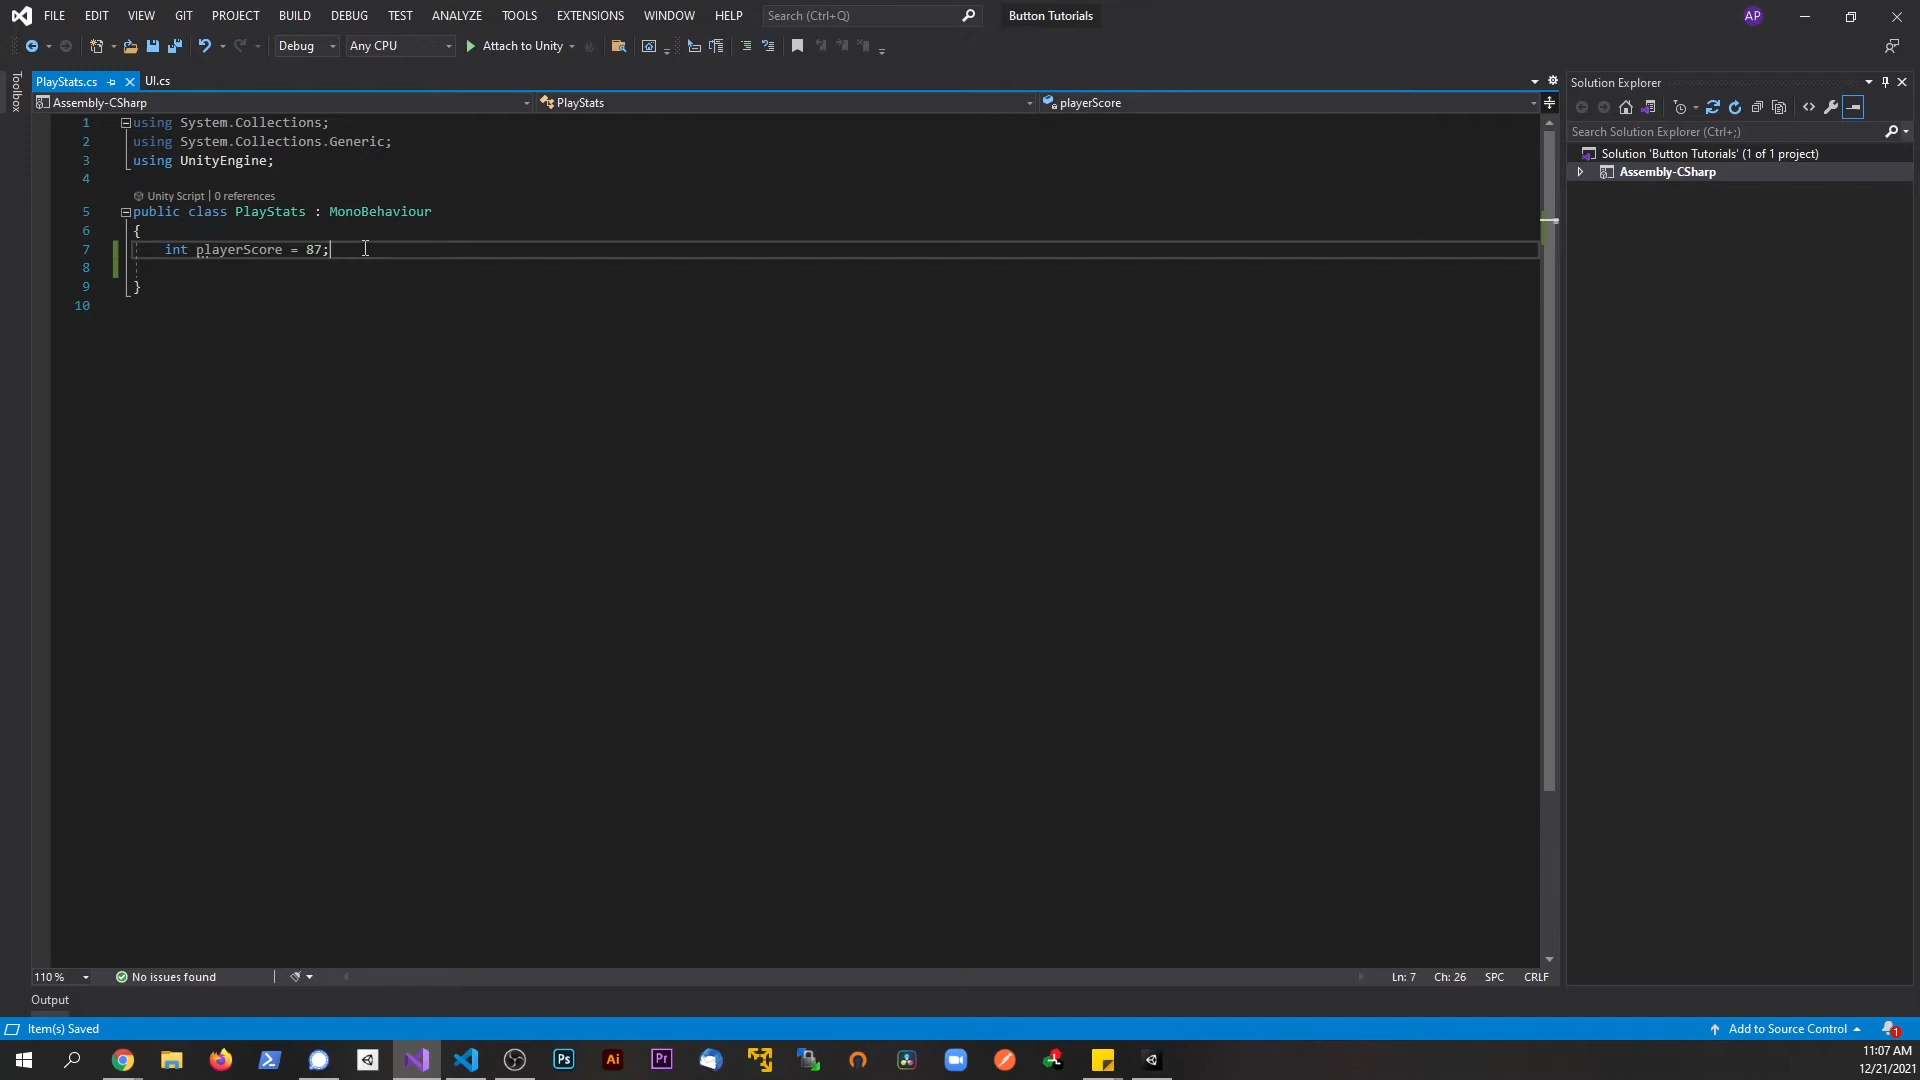 FILE EDIT VIEW GIT PROJECT BUILD DEBUG TEST ANALYZE TOOLS EXTENSIONS WINDOW HELP Search (Ctrl+Q) Button Tutorials AP
Debug Any CPU Attach to Unity
Toolbox
PlayStats.cs UI.cs
Solution Explorer
Assembly-CSharp PlayStats playerScore
1 using System.Collections;
2 using System.Collections.Generic;
3 using UnityEngine;
4
Unity Script | 0 references
5 public class PlayStats : MonoBehaviour
6 {
7 int playerScore = 87;
8
9 }
10
Search Solution Explorer (Ctrl+;)
Solution 'Button Tutorials' (1 of 1 project)
Assembly-CSharp
110 % No issues found Ln: 7 Ch: 26 SPC CRLF
Output
Item(s) Saved Add to Source Control 1
Ps Ai Pr
11:07 AM
12/21/2021